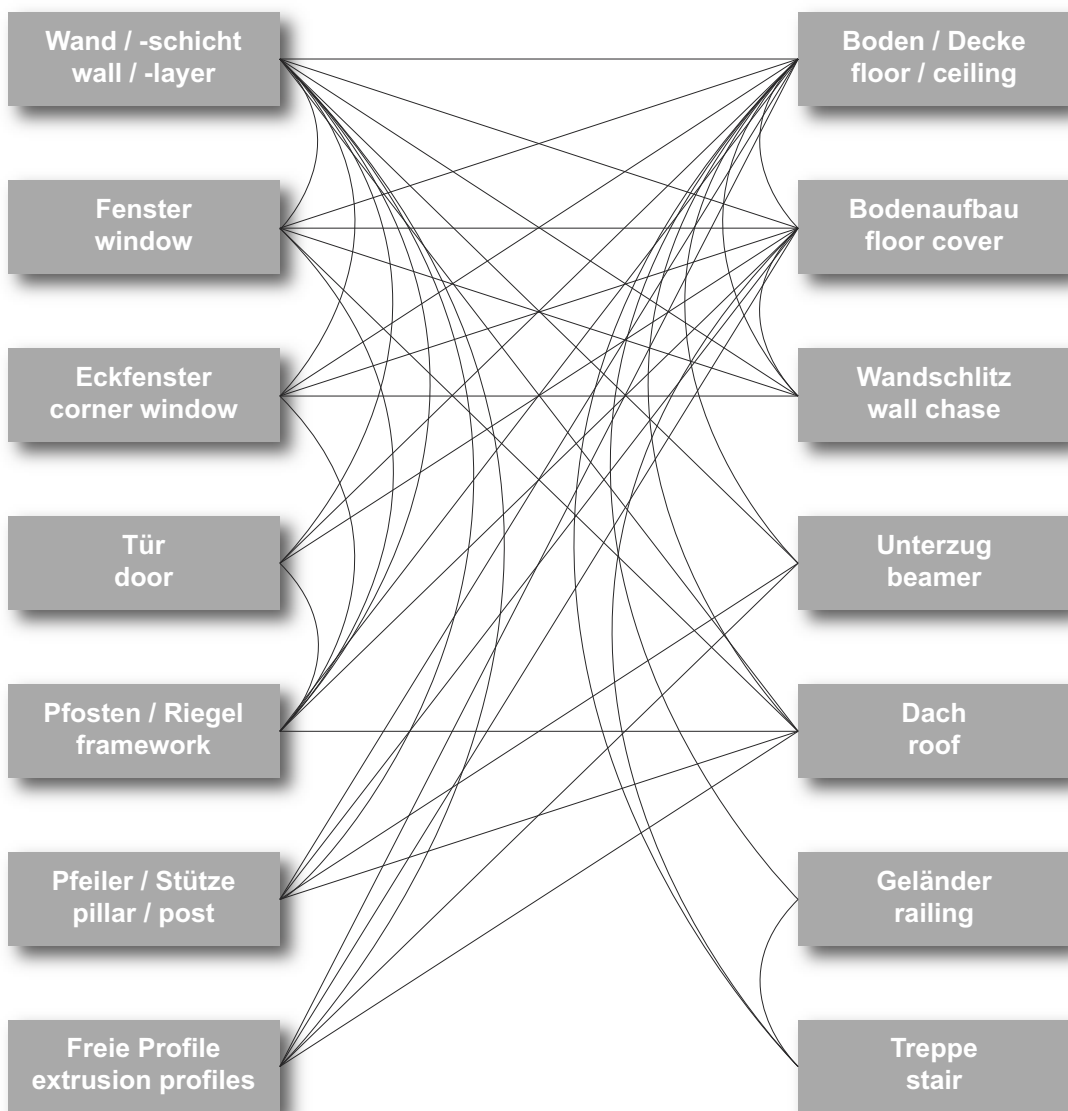 Wand / -schicht
wall / -layer
Fenster
window
Eckfenster
corner window
Tür
door
Pfosten / Riegel
framework
Pfeiler / Stütze
pillar / post
Freie Profile
extrusion profiles
Boden / Decke
floor / ceiling
Bodenaufbau
floor cover
Wandschlitz
wall chase
Unterzug
beamer
Dach
roof
Geländer
railing
Treppe
stair